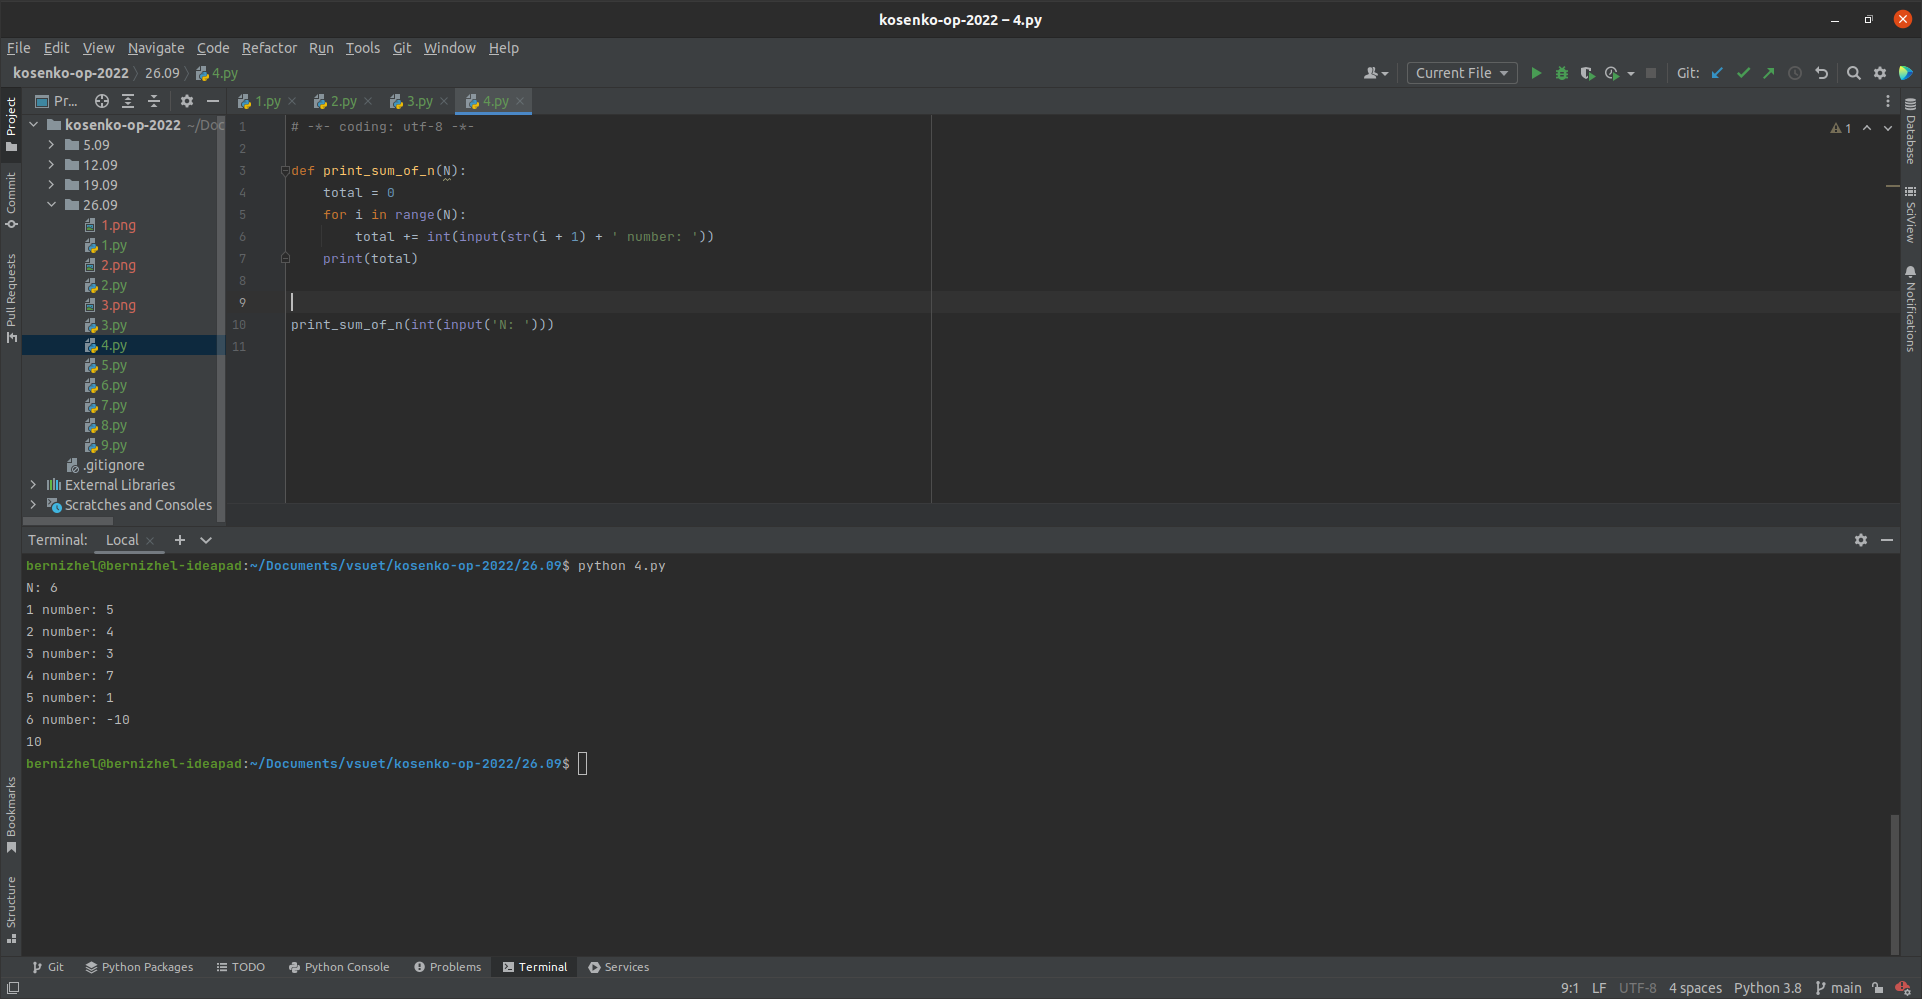 kosenko-op-2022 – 4.py
File Edit View Navigate Code Refactor Run Tools Git Window Help
kosenko-op-2022 26.09 4.py
Current File
Git:
Project
Pr...
1.py
2.py
3.py
4.py
kosenko-op-2022 ~/Doc
5.09
12.09
19.09
26.09
1.png
1.py
2.png
2.py
3.png
3.py
4.py
5.py
6.py
7.py
8.py
9.py
.gitignore
External Libraries
Scratches and Consoles
Commit
Pull Requests
1 # -*- coding: utf-8 -*-
2
3 def print_sum_of_n(N):
4     total = 0
5     for i in range(N):
6         total += int(input(str(i + 1) + ' number: '))
7     print(total)
8
9
10 print_sum_of_n(int(input('N: ')))
11
1
Database
SciView
Notifications
Terminal: Local
bernizhel@bernizhel-ideapad:~/Documents/vsuet/kosenko-op-2022/26.09$ python 4.py
N: 6
1 number: 5
2 number: 4
3 number: 3
4 number: 7
5 number: 1
6 number: -10
10
bernizhel@bernizhel-ideapad:~/Documents/vsuet/kosenko-op-2022/26.09$
Bookmarks
Structure
Git Python Packages TODO Python Console Problems Terminal Services
9:1 LF UTF-8 4 spaces Python 3.8 main